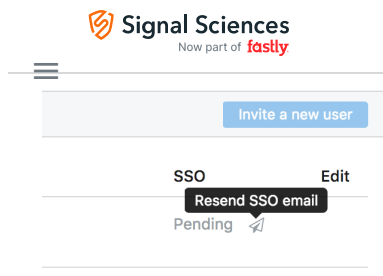 Signal Sciences
Now part of fastly
Invite a new user
SSO Edit
Resend SSO email
Pending